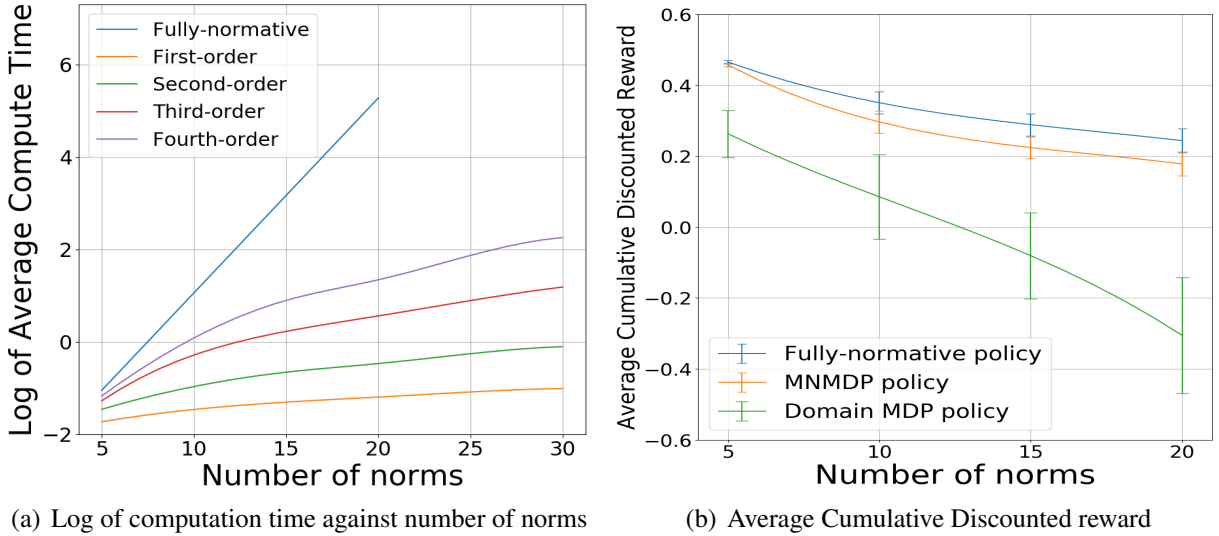 Log of Average Compute Time
6
4
2
0
−2
Fully-normative
First-order
Second-order
Third-order
Fourth-order
5 10 15 20 25 30
Number of norms
(a) Log of computation time against number of norms
Average Cumulative Discounted Reward
0.6
0.4
0.2
0.0
−0.2
−0.4
−0.6
Fully-normative policy
MNMDP policy
Domain MDP policy
5 10 15 20
Number of norms
(b) Average Cumulative Discounted reward